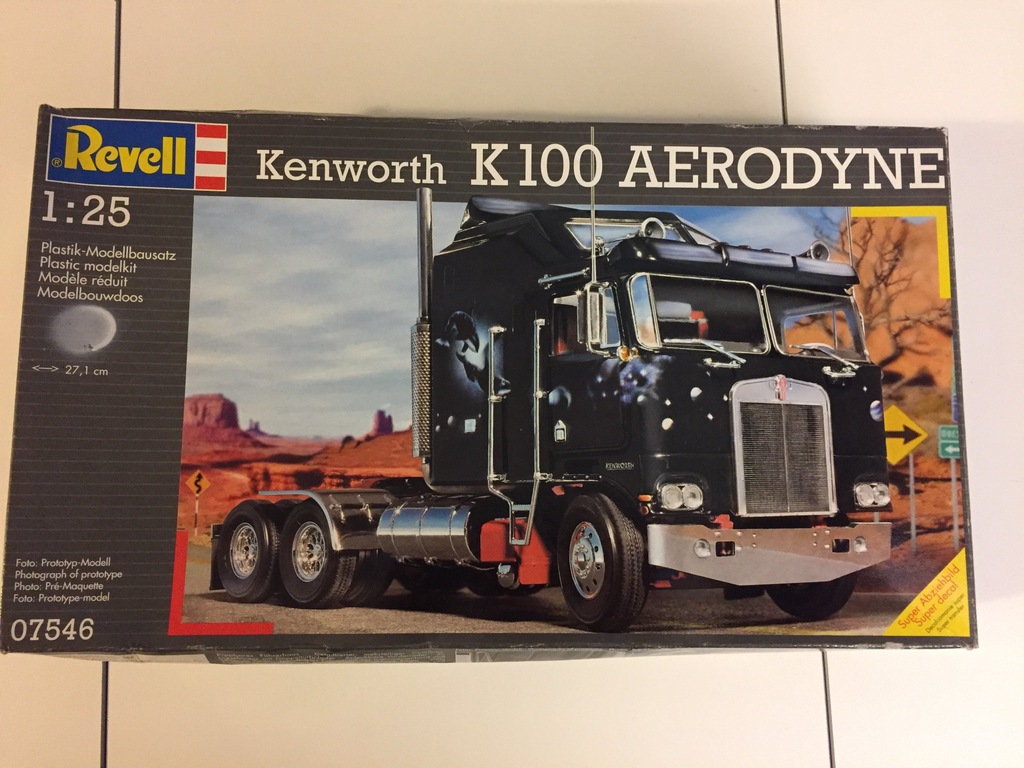 ® Revell
Kenworth K100 AERODYNE
1:25
Plastik-Modellbausatz
Plastic modelkit
Modèle réduit
Modelbouwdoos
27,1 cm
KENWORTH
Foto: Prototyp-Modell
Photograph of prototype
Photo: Pré-Maquette
Foto: Prototype-model
07546
Super Abziehbild
Super decal